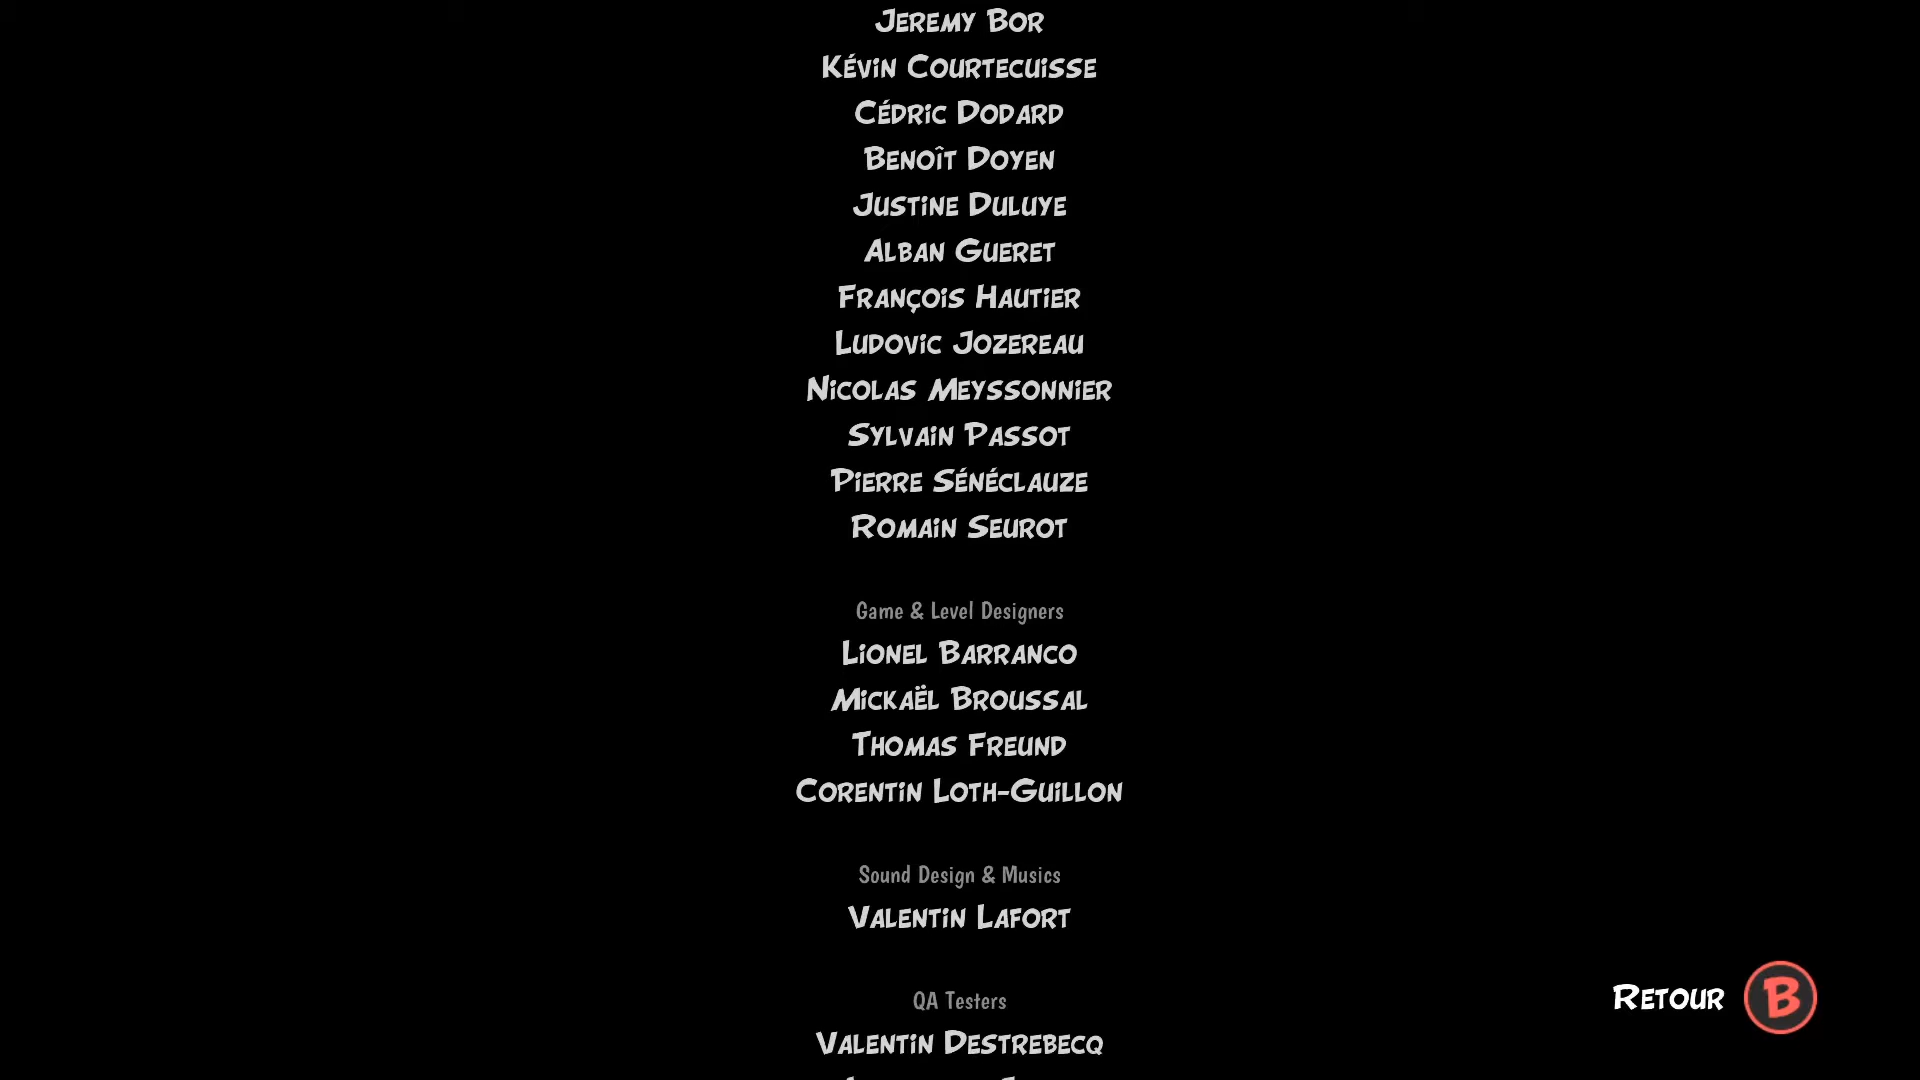 Jeremy Bor
Kévin Courtecuisse
Cédric Dodard
Benoît Doyen
Justine Duluye
Alban Gueret
François Hautier
Ludovic Jozereau
Nicolas Meyssonnier
Sylvain Passot
Pierre Sénéclauze
Romain Seurot
Game & Level Designers
Lionel Barranco
Mickaël Broussal
Thomas Freund
Corentin Loth-Guillon
Sound Design & Musics
Valentin Lafort
QA Testers
Retour B
Valentin Destrebecq